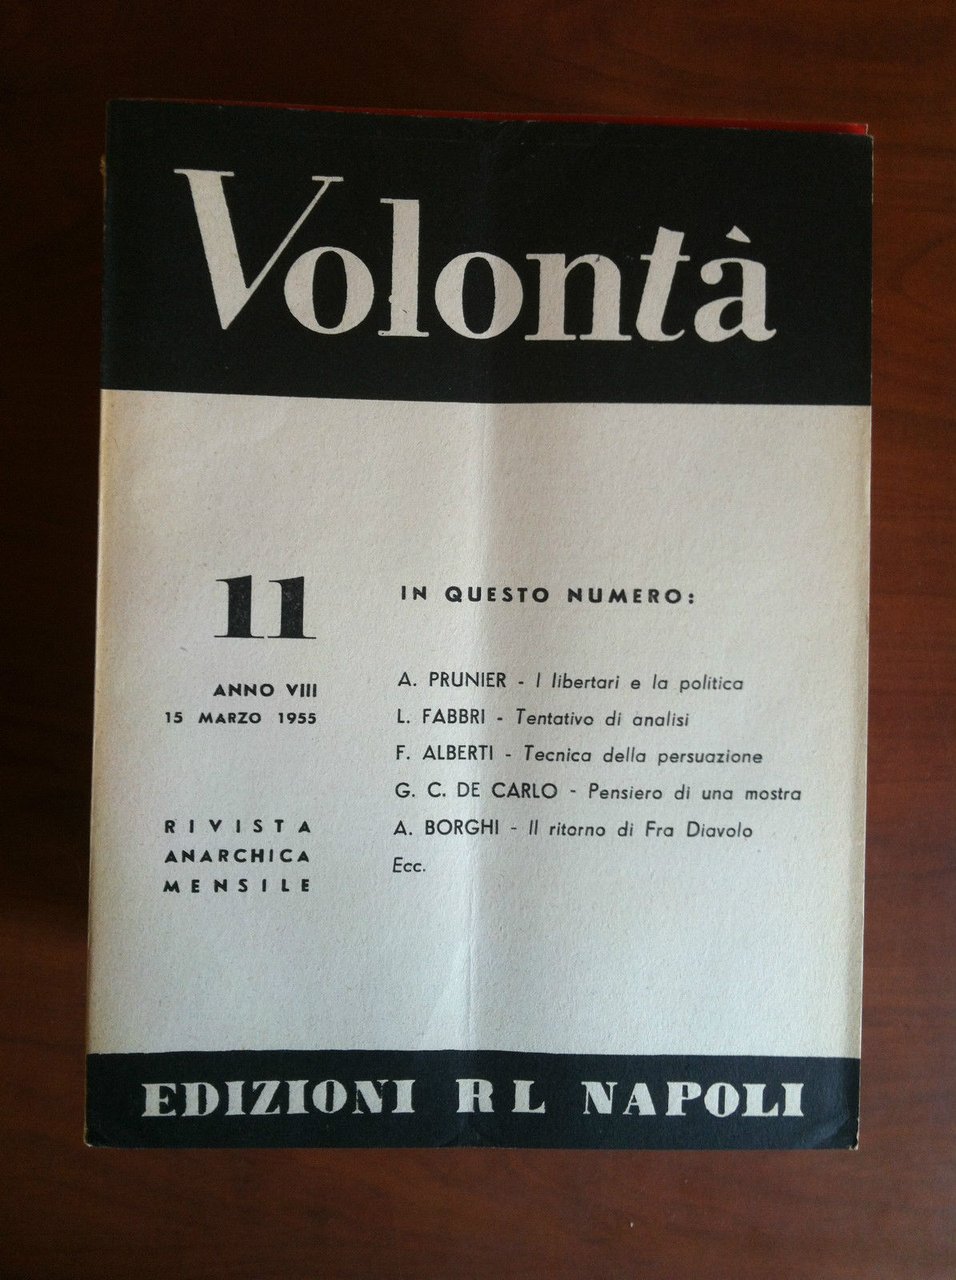 Volontà
11
ANNO VIII
15 MARZO 1955
RIVISTA
ANARCHICA
MENSILE
IN QUESTO NUMERO:
A. PRUNIER - I libertari e la politica
L. FABBRI - Tentativo di analisi
F. ALBERTI - Tecnica della persuazione
G. C. DE CARLO - Pensiero di una mostra
A. BORGHI - Il ritorno di Fra Diavolo
Ecc.
EDIZIONI RL NAPOLI